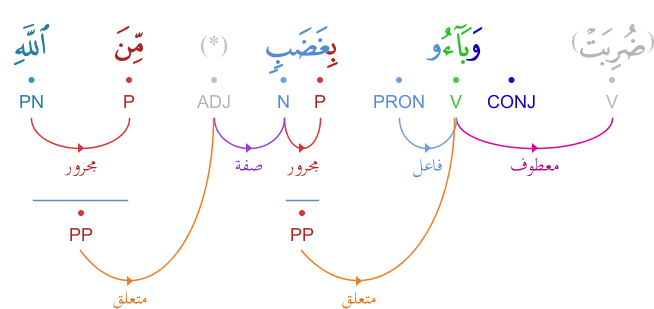 (ضُرِبَتْ) وَبَآءُو بِغَضَبٍ (*) مِّنَ ٱللَّهِ
V CONJ V PRON P N ADJ P PN
معطوف فاعل مجرور صفة مجرور
PP PP
متعلق متعلق